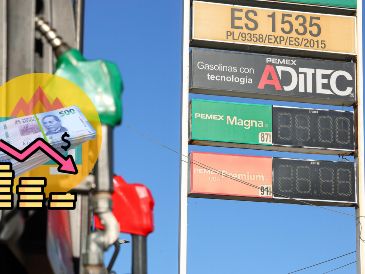 ES 1535
PL/9358/EXP/ES/2015
PEMEX
Gasolinas con
tecnología
ADITEC
PEMEX Magna
87
PEMEX Premium
91
500
$